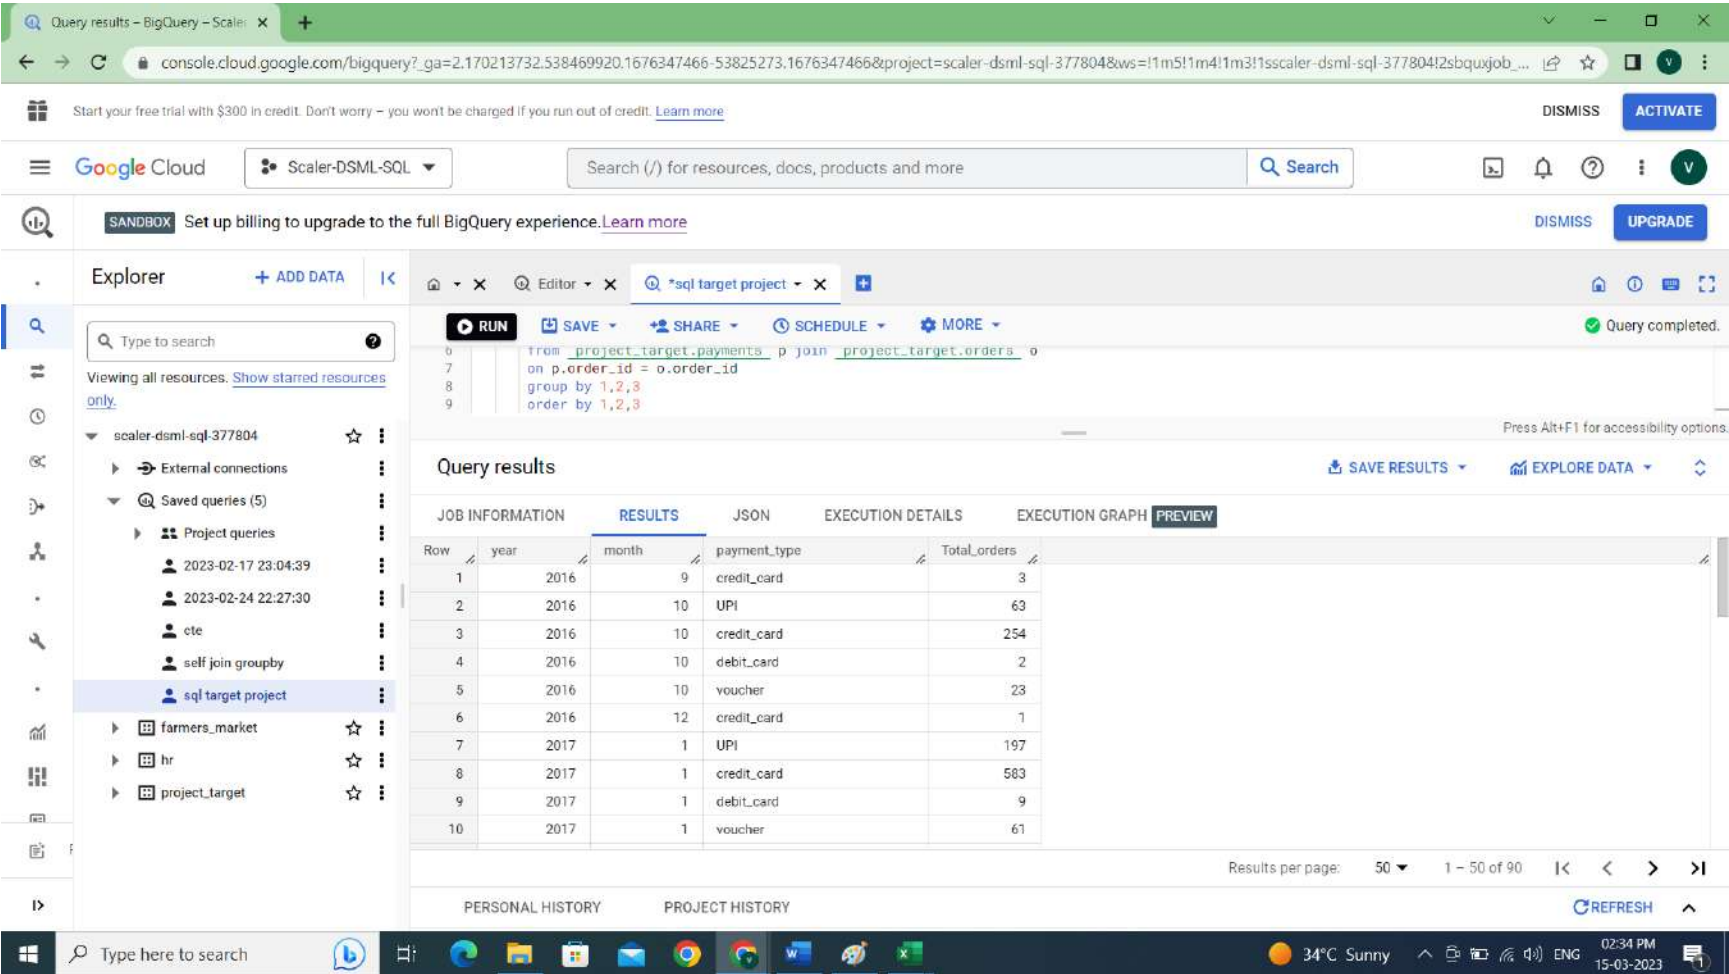 Query results – BigQuery – Scaler
console.cloud.google.com/bigquery?_ga=2.170213732.538469920.1676347466-53825273.1676347466&project=scaler-dsml-sql-377804&ws=!1m5!1m4!1m3!1sscaler-dsml-sql-377804!2sbquxjob_...
V
Start your free trial with $300 in credit. Don't worry – you won't be charged if you run out of credit. Learn more
DISMISS
ACTIVATE
Google Cloud
Scaler-DSML-SQL
Search (/) for resources, docs, products and more
Search
V
SANDBOX Set up billing to upgrade to the full BigQuery experience.Learn more
DISMISS
UPGRADE
Explorer
+ ADD DATA
Editor
*sql target project
RUN
SAVE
SHARE
SCHEDULE
MORE
Query completed.
Type to search
Viewing all resources. Show starred resources
only.
6 from project_target.payments p join project_target.orders o
7 on p.order_id = o.order_id
8 group by 1,2,3
9 order by 1,2,3
Press Alt+F1 for accessibility options.
scaler-dsml-sql-377804
External connections
Saved queries (5)
Project queries
2023-02-17 23:04:39
2023-02-24 22:27:30
cte
self join groupby
sql target project
farmers_market
hr
project_target
Query results
SAVE RESULTS
EXPLORE DATA
JOB INFORMATION
RESULTS
JSON
EXECUTION DETAILS
EXECUTION GRAPH PREVIEW
Row year month payment_type Total_orders
1 2016 9 credit_card 3
2 2016 10 UPI 63
3 2016 10 credit_card 254
4 2016 10 debit_card 2
5 2016 10 voucher 23
6 2016 12 credit_card 1
7 2017 1 UPI 197
8 2017 1 credit_card 583
9 2017 1 debit_card 9
10 2017 1 voucher 61
Results per page: 50 1 – 50 of 90
PERSONAL HISTORY
PROJECT HISTORY
REFRESH
Type here to search
34°C Sunny
ENG
02:34 PM
15-03-2023
1